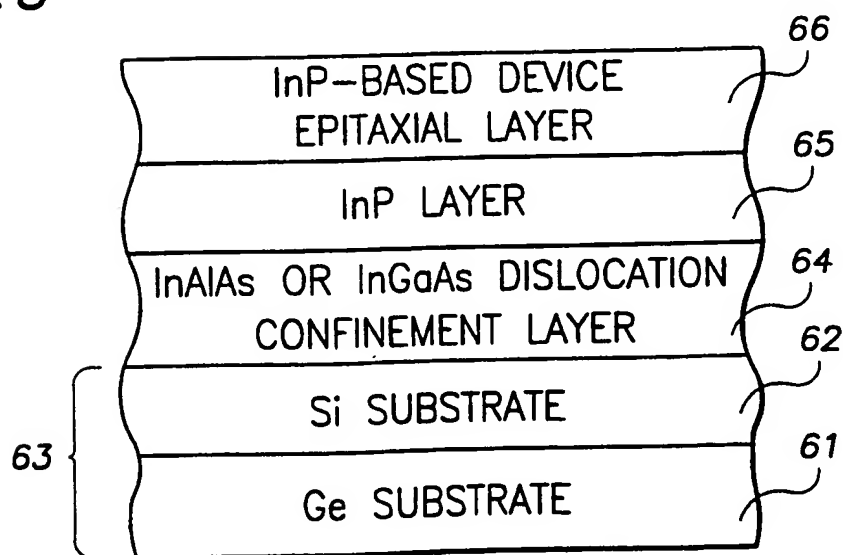 66
InP-BASED DEVICE
EPITAXIAL LAYER
65
InP LAYER
64
InAlAs OR InGaAs DISLOCATION
CONFINEMENT LAYER
62
Si SUBSTRATE
63
61
Ge SUBSTRATE